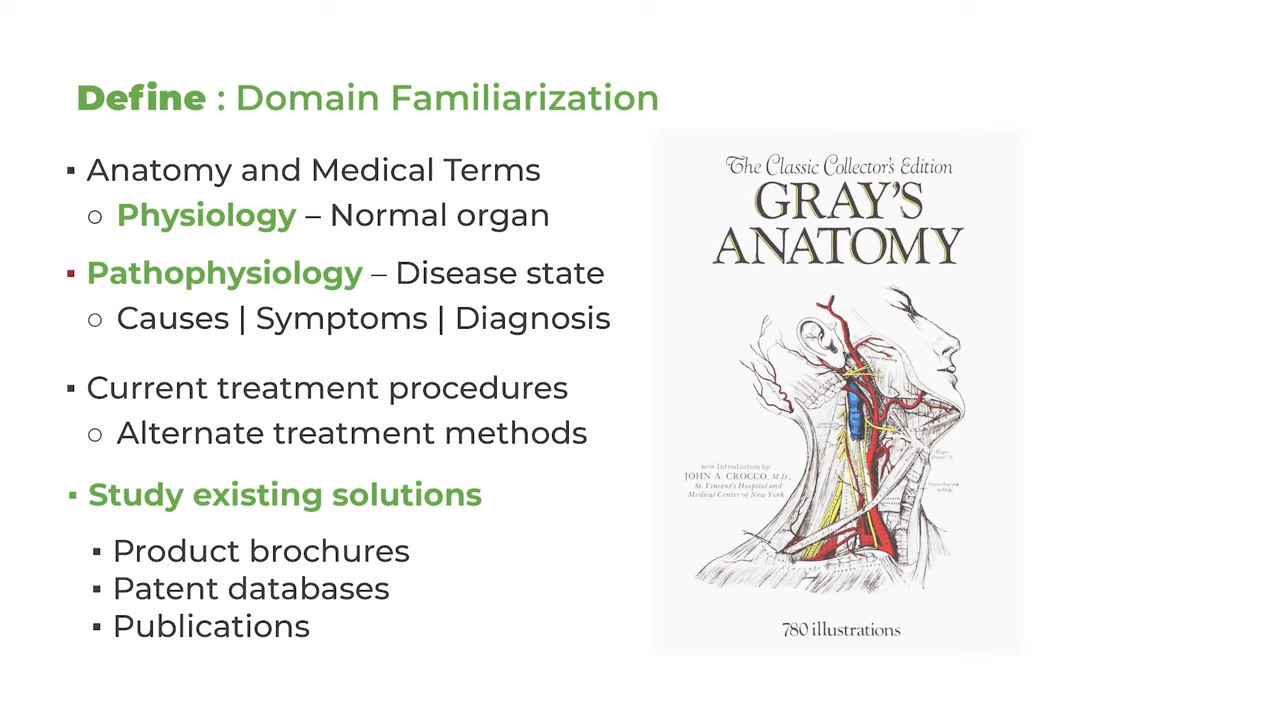 Define : Domain Familiarization
▪ Anatomy and Medical Terms
○ Physiology – Normal organ
▪ Pathophysiology – Disease state
○ Causes | Symptoms | Diagnosis
▪ Current treatment procedures
○ Alternate treatment methods
▪ Study existing solutions
▪ Product brochures
▪ Patent databases
▪ Publications
The Classic Collector's Edition
GRAY'S
ANATOMY
new Introduction by
JOHN A. CROCCO, M.D.,
St. Vincent's Hospital and
Medical Center of New York
780 illustrations